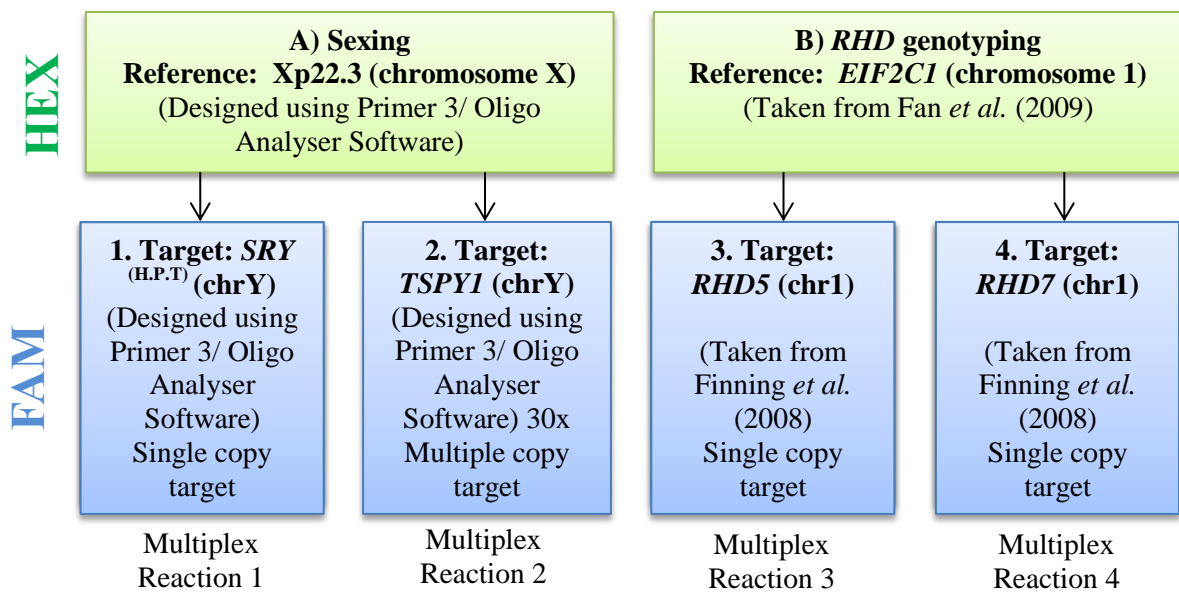 HEX
A) Sexing
Reference:  Xp22.3 (chromosome X)
(Designed using Primer 3/ Oligo
Analyser Software)
B) RHD genotyping
Reference:  EIF2C1 (chromosome 1)
(Taken from Fan et al. (2009)
FAM
1. Target: SRY
(H.P.T) (chrY)
(Designed using
Primer 3/ Oligo
Analyser
Software)
Single copy
target
2. Target:
TSPY1 (chrY)
(Designed using
Primer 3/ Oligo
Analyser
Software) 30x
Multiple copy
target
3. Target:
RHD5 (chr1)
(Taken from
Finning et al.
(2008)
Single copy
target
4. Target:
RHD7 (chr1)
(Taken from
Finning et al.
(2008)
Single copy
target
Multiplex
Reaction 1
Multiplex
Reaction 2
Multiplex
Reaction 3
Multiplex
Reaction 4